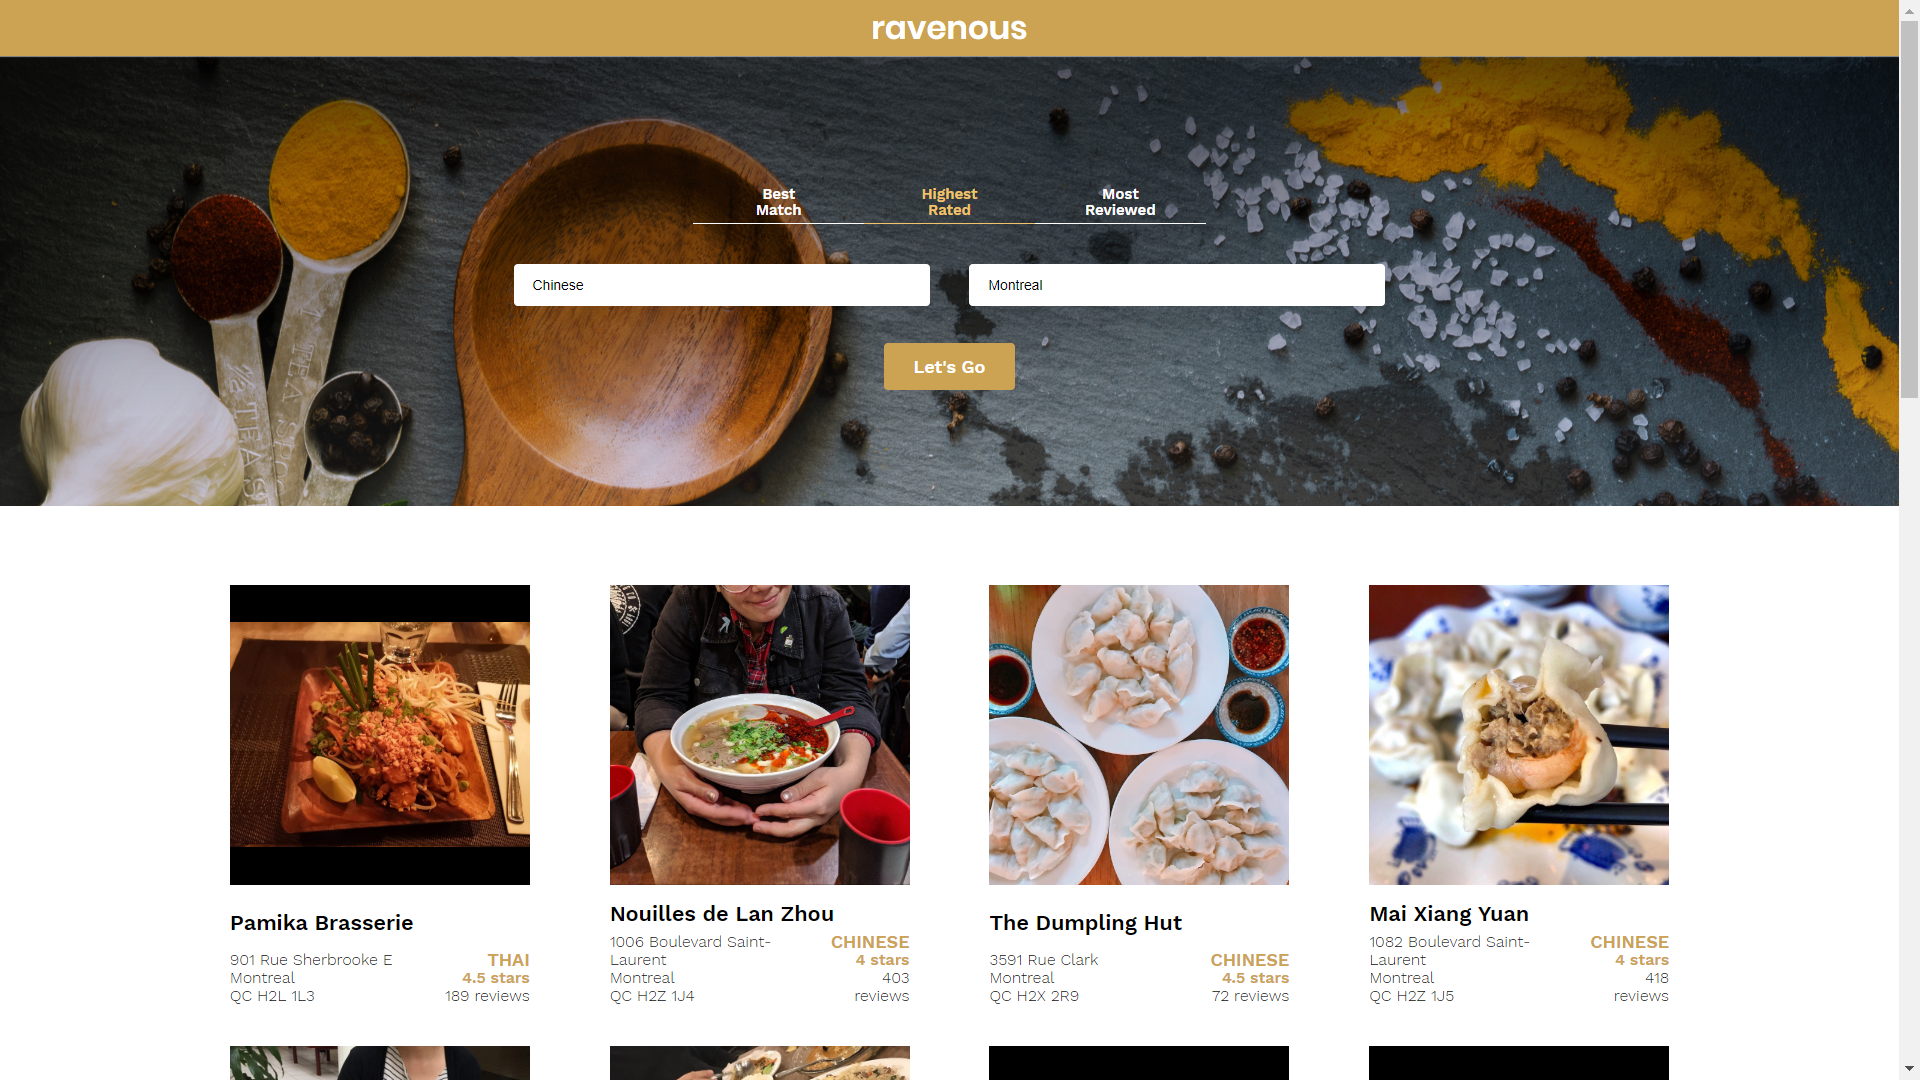 ravenous
Best
Match
Highest
Rated
Most
Reviewed
Chinese
Montreal
Let's Go
Pamika Brasserie
901 Rue Sherbrooke E
Montreal
QC H2L 1L3
THAI
4.5 stars
189 reviews
Nouilles de Lan Zhou
1006 Boulevard Saint-
Laurent
Montreal
QC H2Z 1J4
CHINESE
4 stars
403
reviews
The Dumpling Hut
3591 Rue Clark
Montreal
QC H2X 2R9
CHINESE
4.5 stars
72 reviews
Mai Xiang Yuan
1082 Boulevard Saint-
Laurent
Montreal
QC H2Z 1J5
CHINESE
4 stars
418
reviews